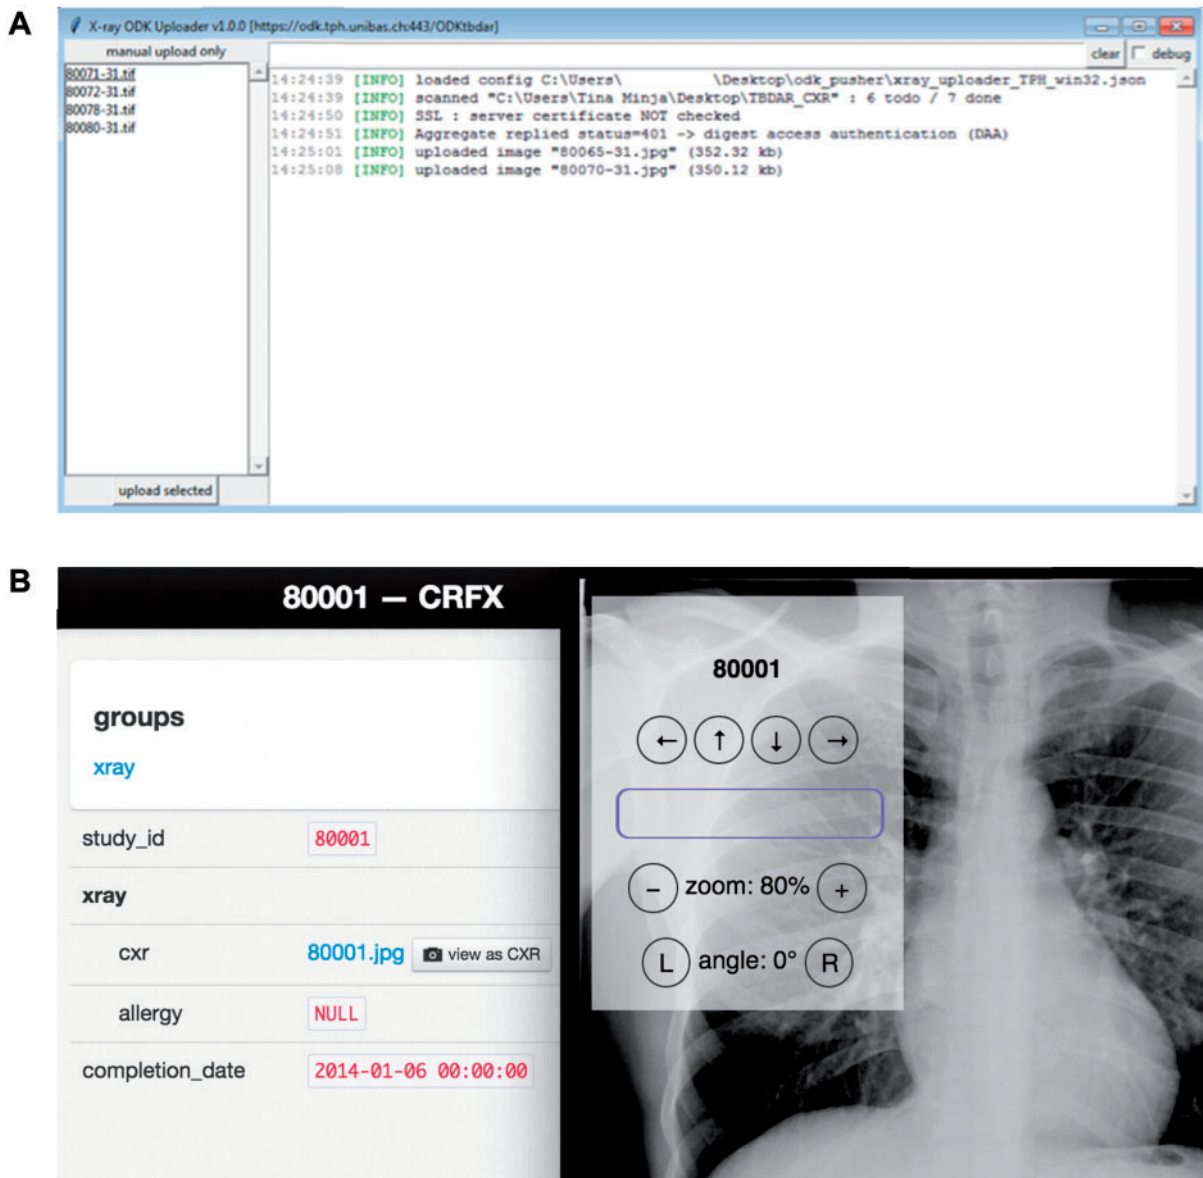 A
X-ray ODK Uploader v1.0.0 [https://odk.tph.unibas.ch:443/ODKtbdar]
manual upload only
clear
debug
80071-31.tif
80072-31.tif
80078-31.tif
80080-31.tif
14:24:39 [INFO] loaded config C:\Users\ \Desktop\odk_pusher\xray_uploader_TPH_win32.json
14:24:39 [INFO] scanned "C:\Users\Tina Minja\Desktop\TBDAR_CXR" : 6 todo / 7 done
14:24:50 [INFO] SSL : server certificate NOT checked
14:24:51 [INFO] Aggregate replied status=401 -> digest access authentication (DAA)
14:25:01 [INFO] uploaded image "80065-31.jpg" (352.32 kb)
14:25:08 [INFO] uploaded image "80070-31.jpg" (350.12 kb)
upload selected
B
80001 — CRFX
groups
xray
study_id 80001
xray
cxr 80001.jpg view as CXR
allergy NULL
completion_date 2014-01-06 00:00:00
80001
← ↑ ↓ →
− zoom: 80% +
L angle: 0° R